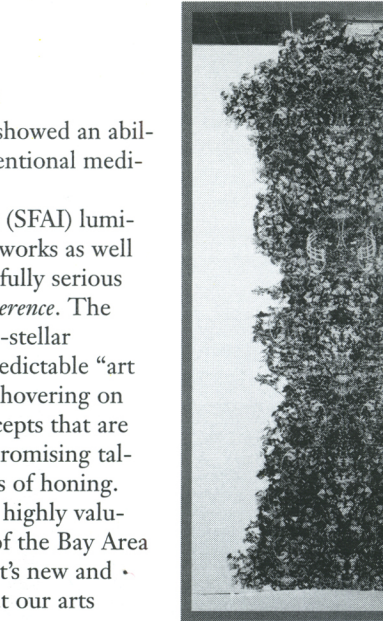 showed an abil-
entional medi-
(SFAI) lumi-
works as well
fully serious
erence. The
-stellar
edictable “art
hovering on
cepts that are
romising tal-
s of honing.
highly valu-
of the Bay Area
t’s new and
t our arts